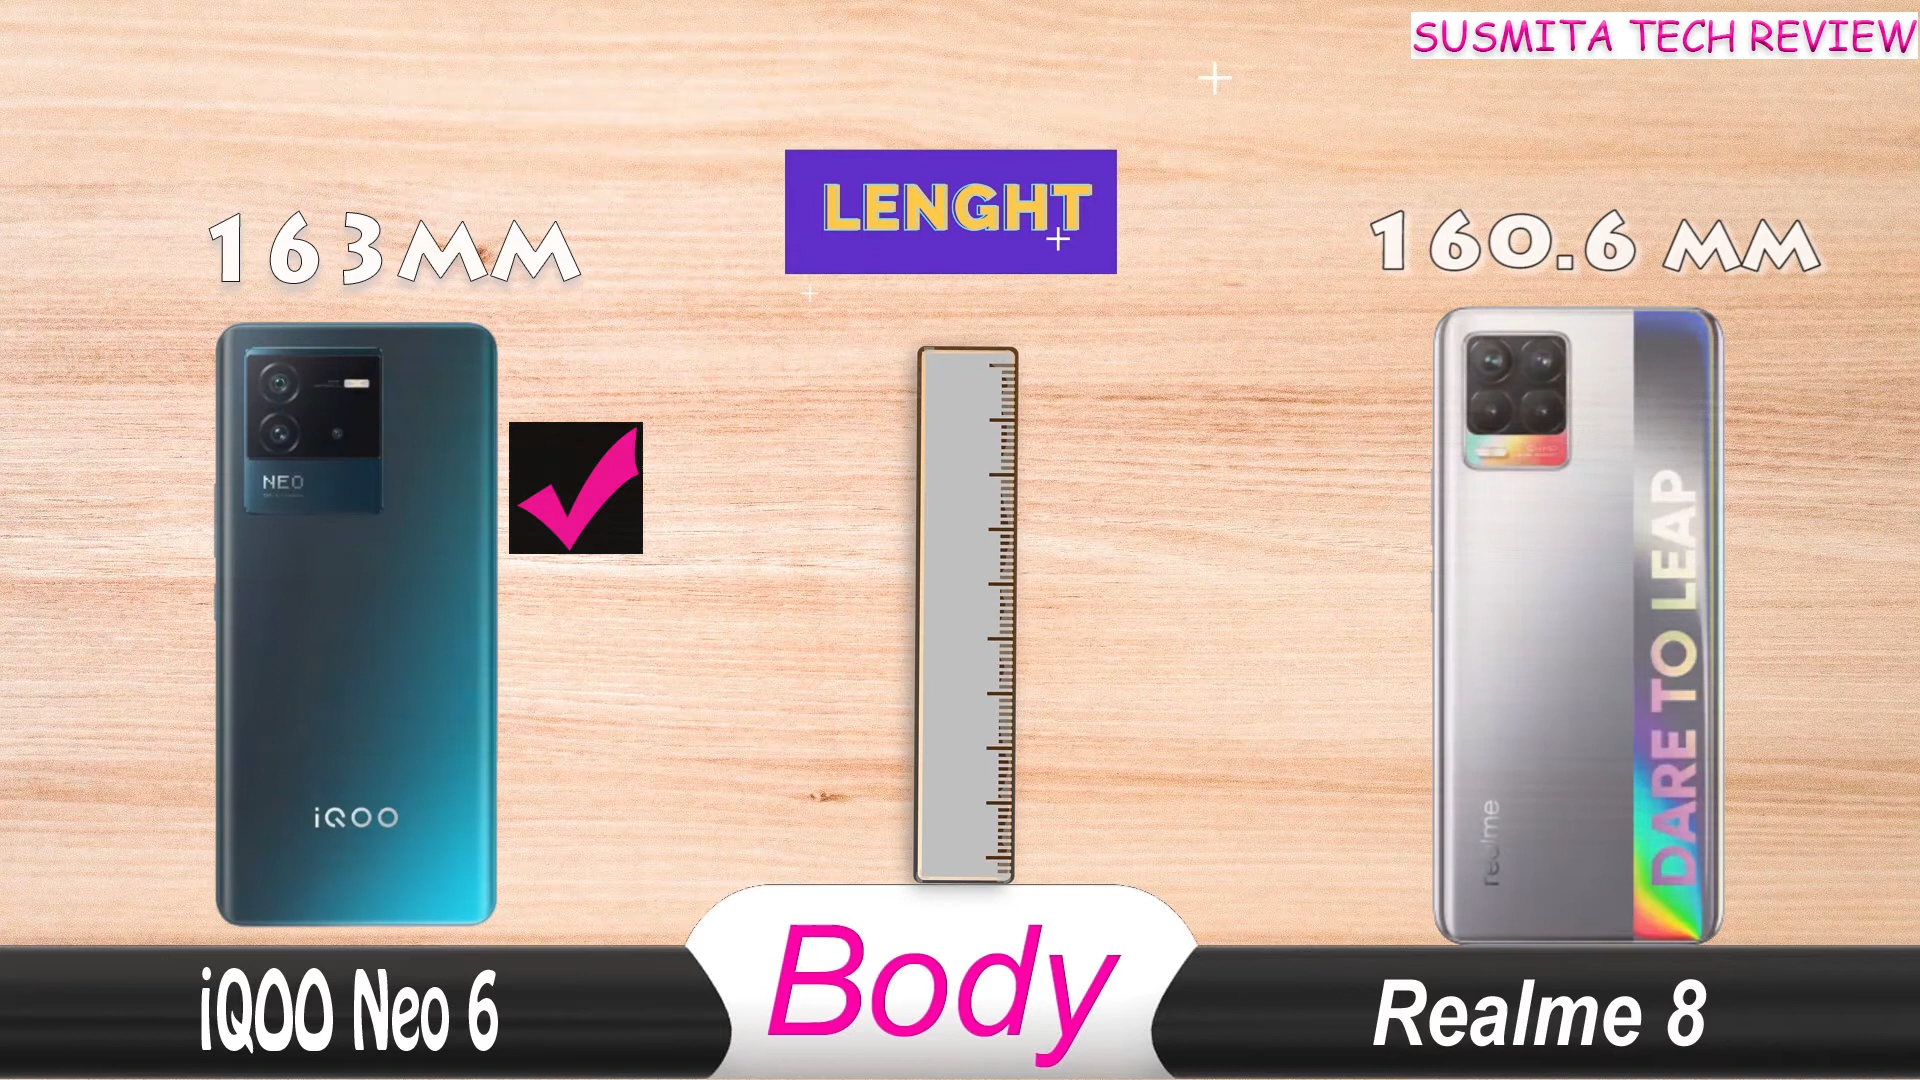 SUSMITA TECH REVIEW
LENGHT
163MM
160.6 MM
NEO
iQOO
realme
DARE TO LEAP
iQOO Neo 6
Body
Realme 8